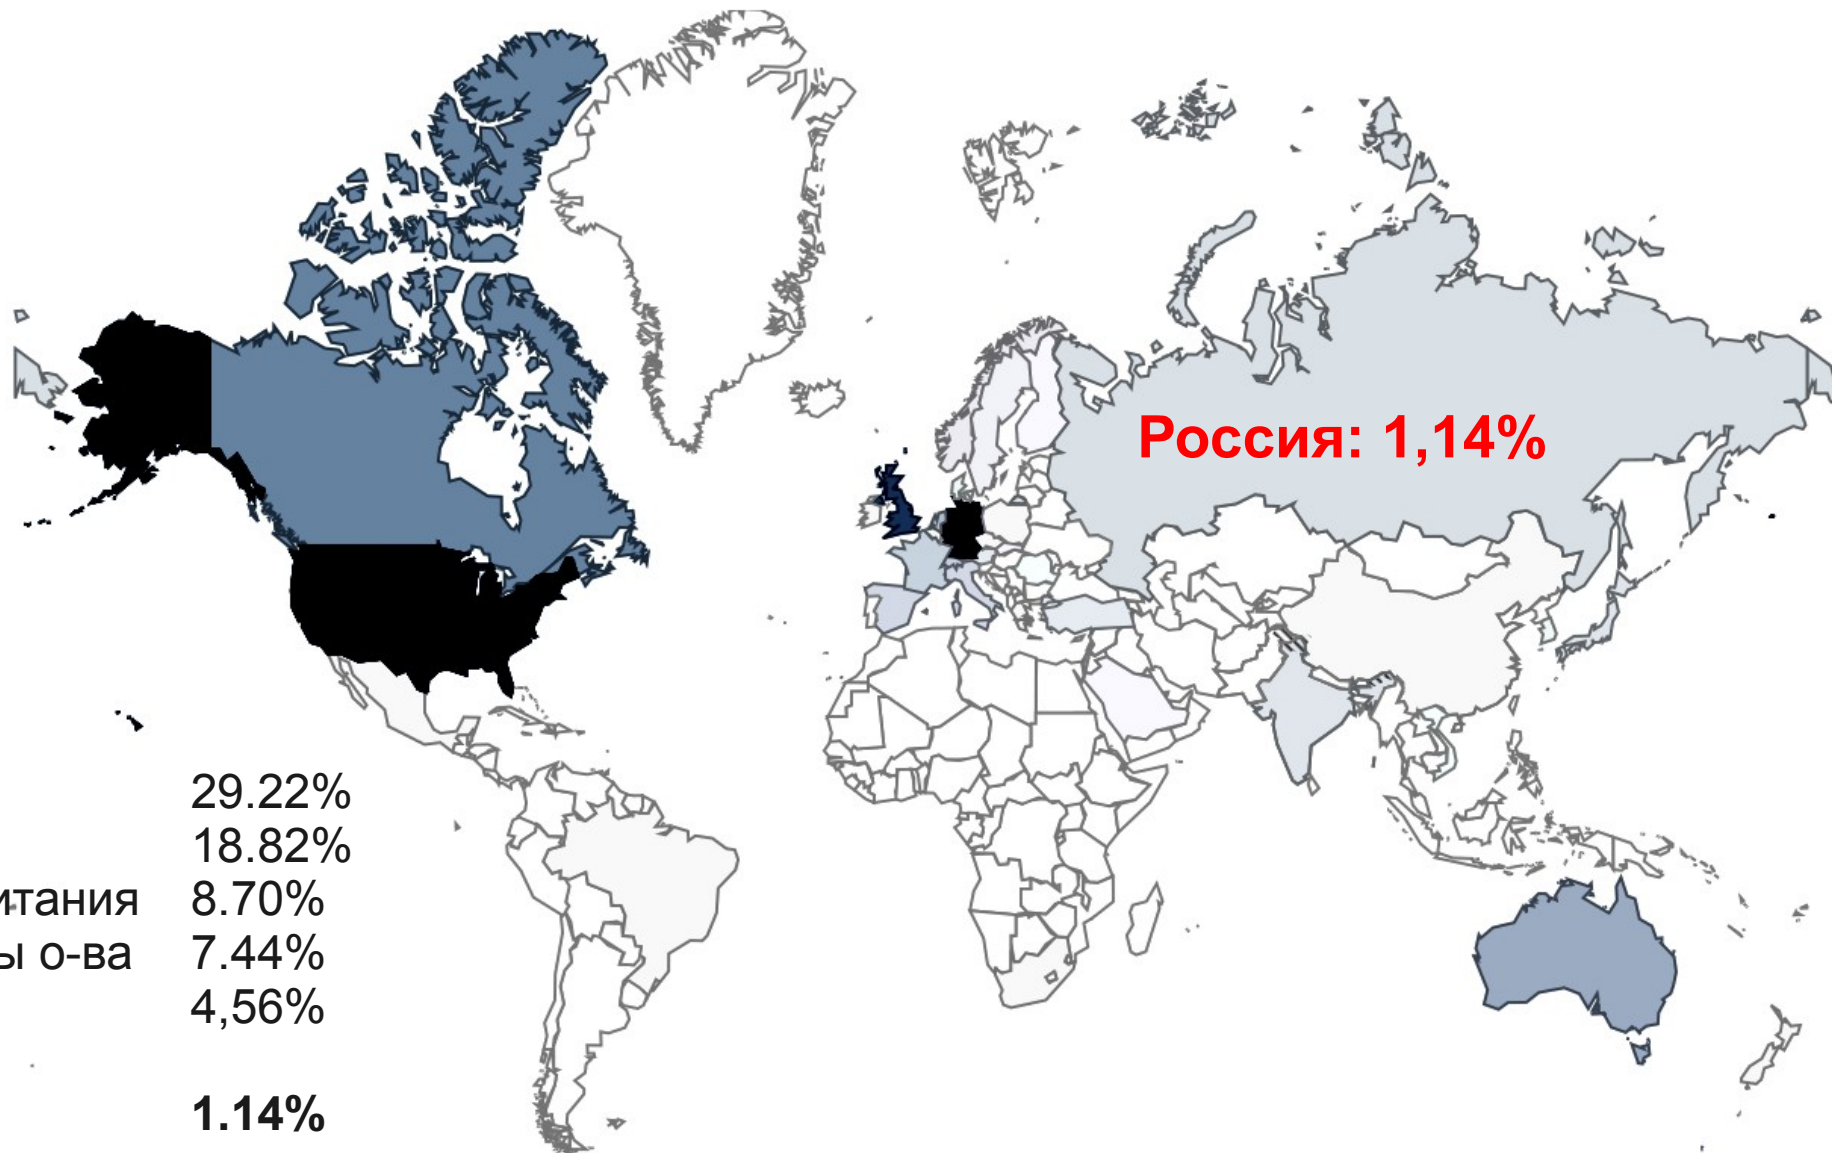 Россия: 1,14%
29.22%
18.82%
итания 8.70%
ы о-ва 7.44%
4,56%
1.14%